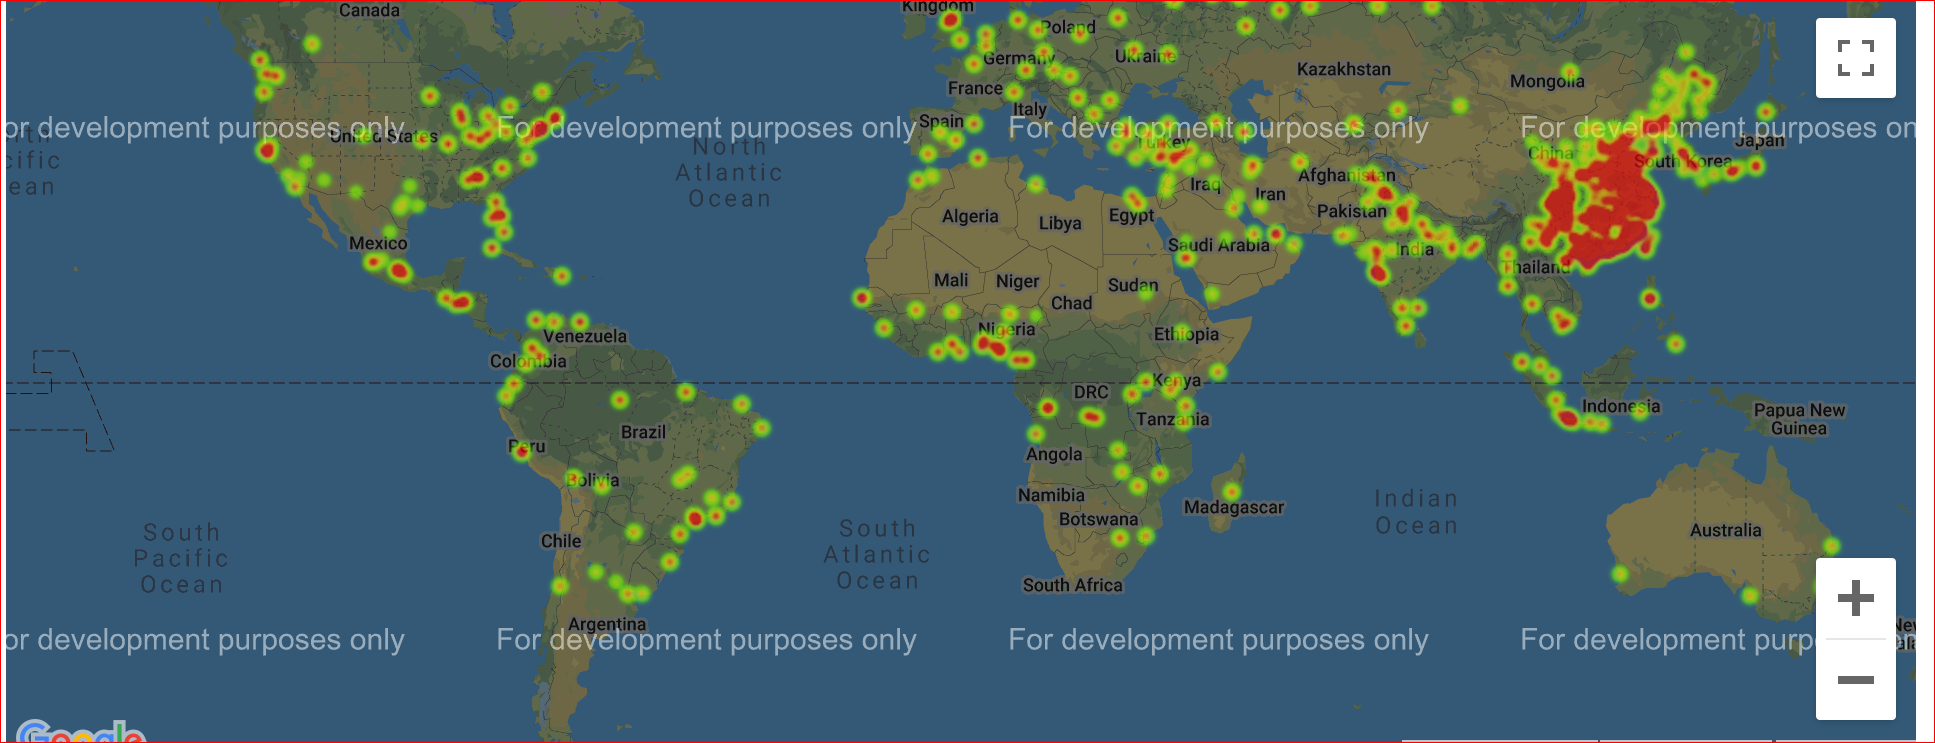 Canada
Kingdom
Poland
Germany
Ukraine
Kazakhstan
Mongolia
France
Italy
Spain
or development purposes only
For development purposes only
For development purposes only
For development purposes on
United States
Turkey
China
South Korea
Japan
North
Atlantic
Ocean
cific
ean
Afghanistan
Iraq
Iran
Pakistan
Algeria
Libya
Egypt
Mexico
Saudi Arabia
India
Thailand
Mali
Niger
Sudan
Chad
Nigeria
Ethiopia
Venezuela
Colombia
DRC
Kenya
Indonesia
Papua New
Guinea
Tanzania
Brazil
Peru
Angola
Bolivia
Namibia
Madagascar
Botswana
Indian
Ocean
South
Pacific
Ocean
South
Atlantic
Ocean
Chile
Australia
South Africa
Argentina
or development purposes only
For development purposes only
For development purposes only
For development purp
Google